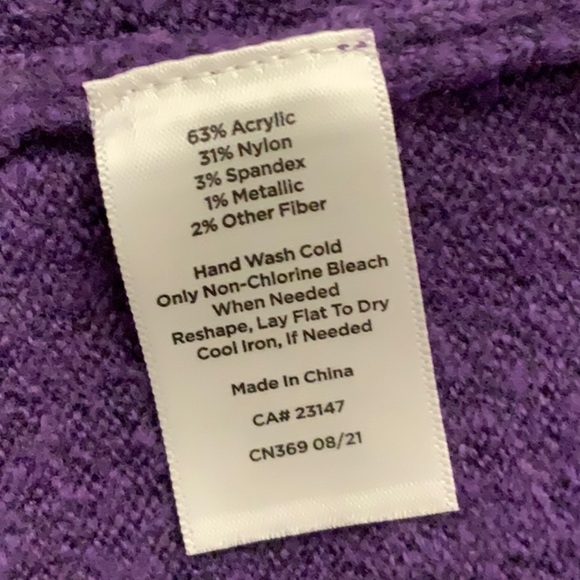 63% Acrylic
31% Nylon
3% Spandex
1% Metallic
2% Other Fiber
Hand Wash Cold
Only Non-Chlorine Bleach
When Needed
Reshape, Lay Flat To Dry
Cool Iron, If Needed
Made In China
CA# 23147
CN369 08/21